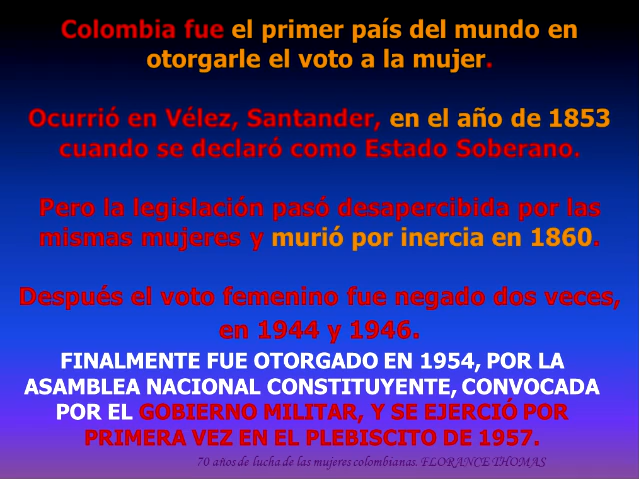 Colombia fue el primer país del mundo en
otorgarle el voto a la mujer.
Ocurrió en Vélez, Santander, en el año de 1853
cuando se declaró como Estado Soberano.
Pero la legislación pasó desapercibida por las
mismas mujeres y murió por inercia en 1860.
Después el voto femenino fue negado dos veces,
en 1944 y 1946.
FINALMENTE FUE OTORGADO EN 1954, POR LA
ASAMBLEA NACIONAL CONSTITUYENTE, CONVOCADA
POR EL GOBIERNO MILITAR, Y SE EJERCIÓ POR
PRIMERA VEZ EN EL PLEBISCITO DE 1957.
70 años de lucha de las mujeres colombianas. FLORANCE THOMAS